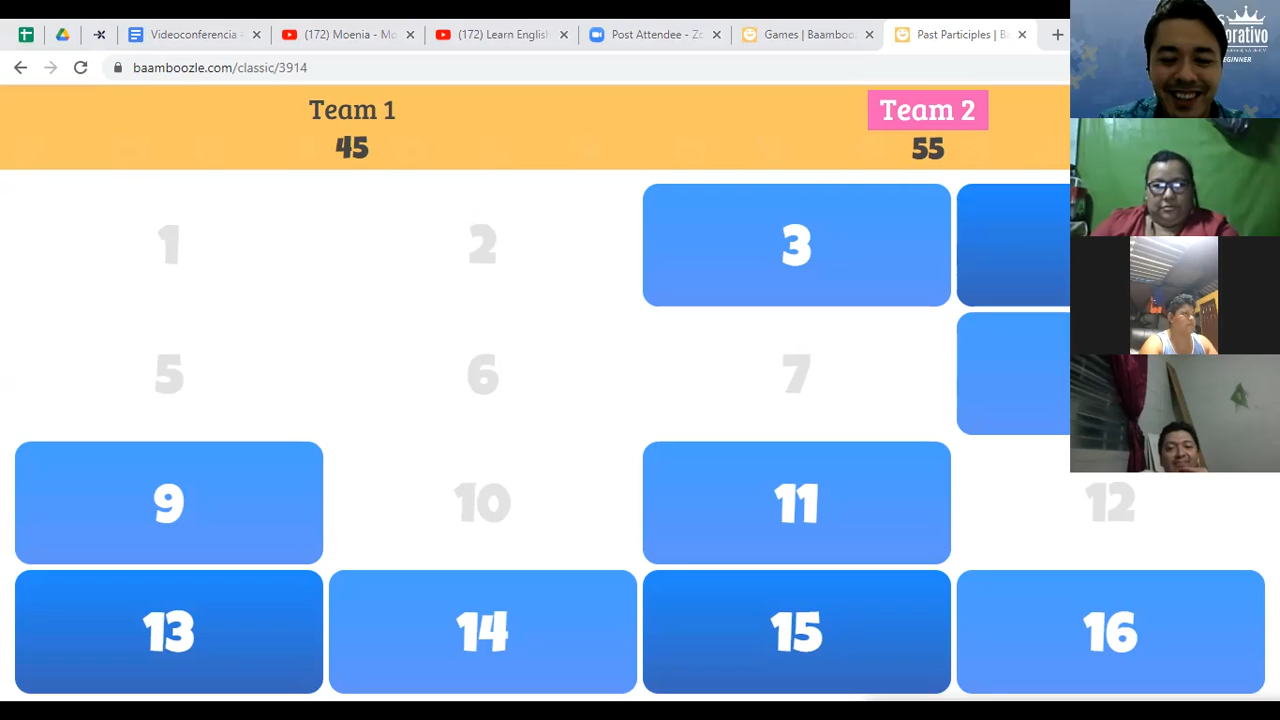 Videoconferencia -
(172) Moenia - Mo
(172) Learn English
Post Attendee - Zo
Games | Baamboo
Past Participles | Ba
baamboozle.com/classic/3914
Team 1
45
Team 2
55
S
orativo
EGINNER
1
2
3
5
6
7
9
10
11
12
13
14
15
16